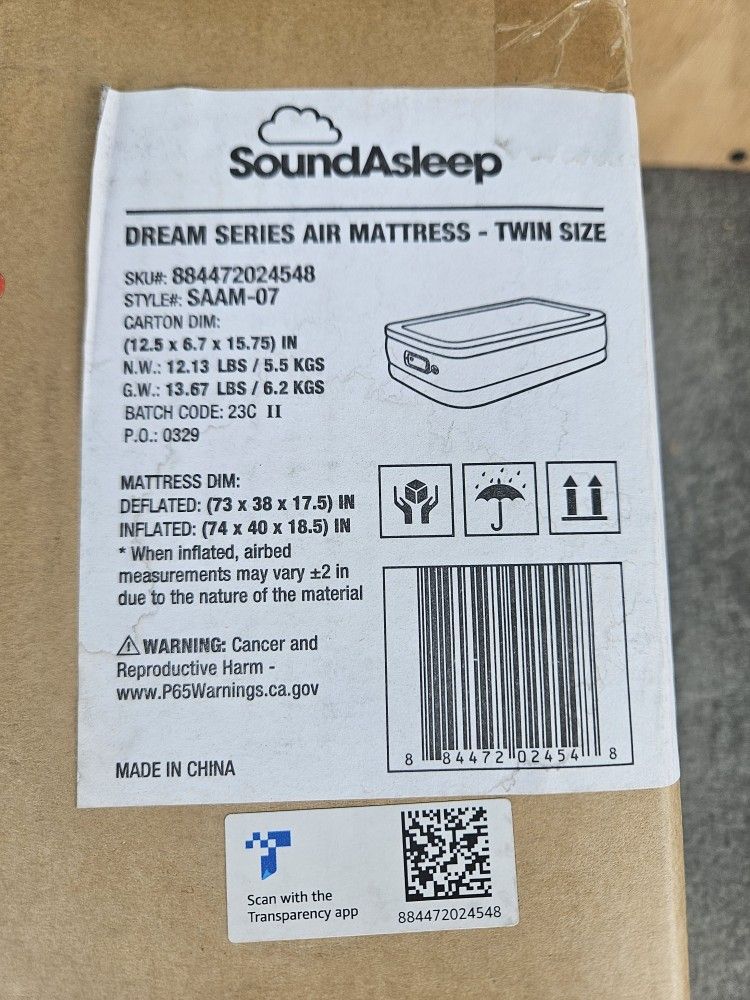 SoundAsleep
DREAM SERIES AIR MATTRESS - TWIN SIZE
SKU#: 884472024548
STYLE#: SAAM-07
CARTON DIM:
(12.5 x 6.7 x 15.75) IN
N.W.: 12.13 LBS / 5.5 KGS
G.W.: 13.67 LBS / 6.2 KGS
BATCH CODE: 23C II
P.O.: 0329
MATTRESS DIM:
DEFLATED: (73 x 38 x 17.5) IN
INFLATED: (74 x 40 x 18.5) IN
* When inflated, airbed
measurements may vary ±2 in
due to the nature of the material
⚠WARNING: Cancer and
Reproductive Harm -
www.P65Warnings.ca.gov
MADE IN CHINA
8 84472 02454 8
Scan with the
Transparency app
884472024548